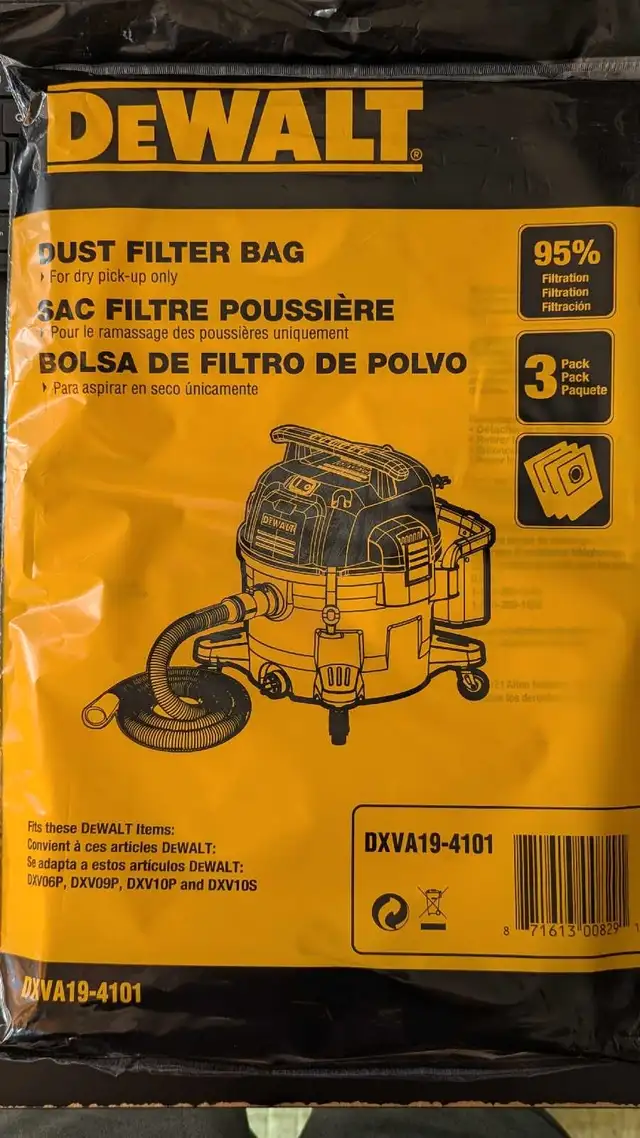 DEWALT®
DUST FILTER BAG
For dry pick-up only
SAC FILTRE POUSSIÈRE
Pour le ramassage des poussières uniquement
BOLSA DE FILTRO DE POLVO
Para aspirar en seco únicamente
95%
Filtration
Filtration
Filtración
3 Pack
Pack
Paquete
DEWALT
Fits these DEWALT Items:
Convient à ces articles DEWALT:
Se adapta a estos artículos DEWALT:
DXV06P, DXV09P, DXV10P and DXV10S
DXVA19-4101
8 71613 00829 1
DXVA19-4101